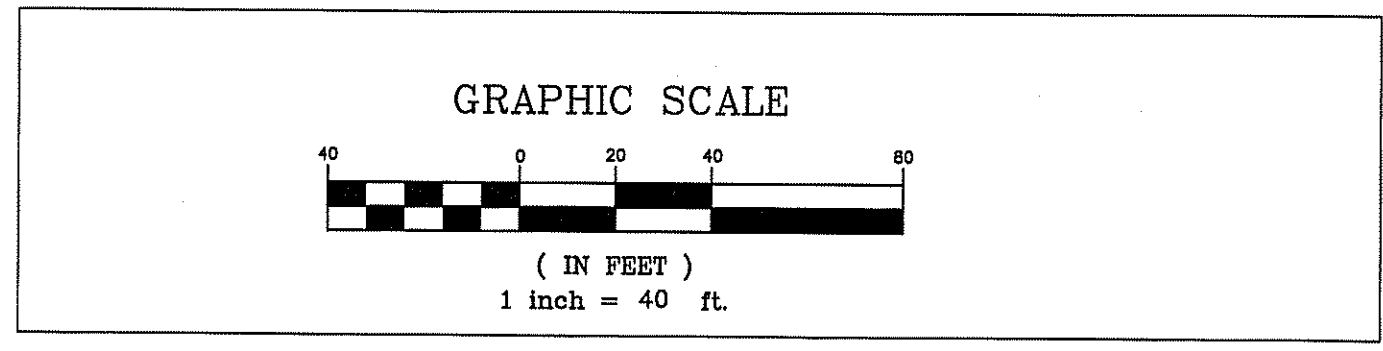 GRAPHIC SCALE
40 0 20 40 80
( IN FEET )
1 inch = 40 ft.